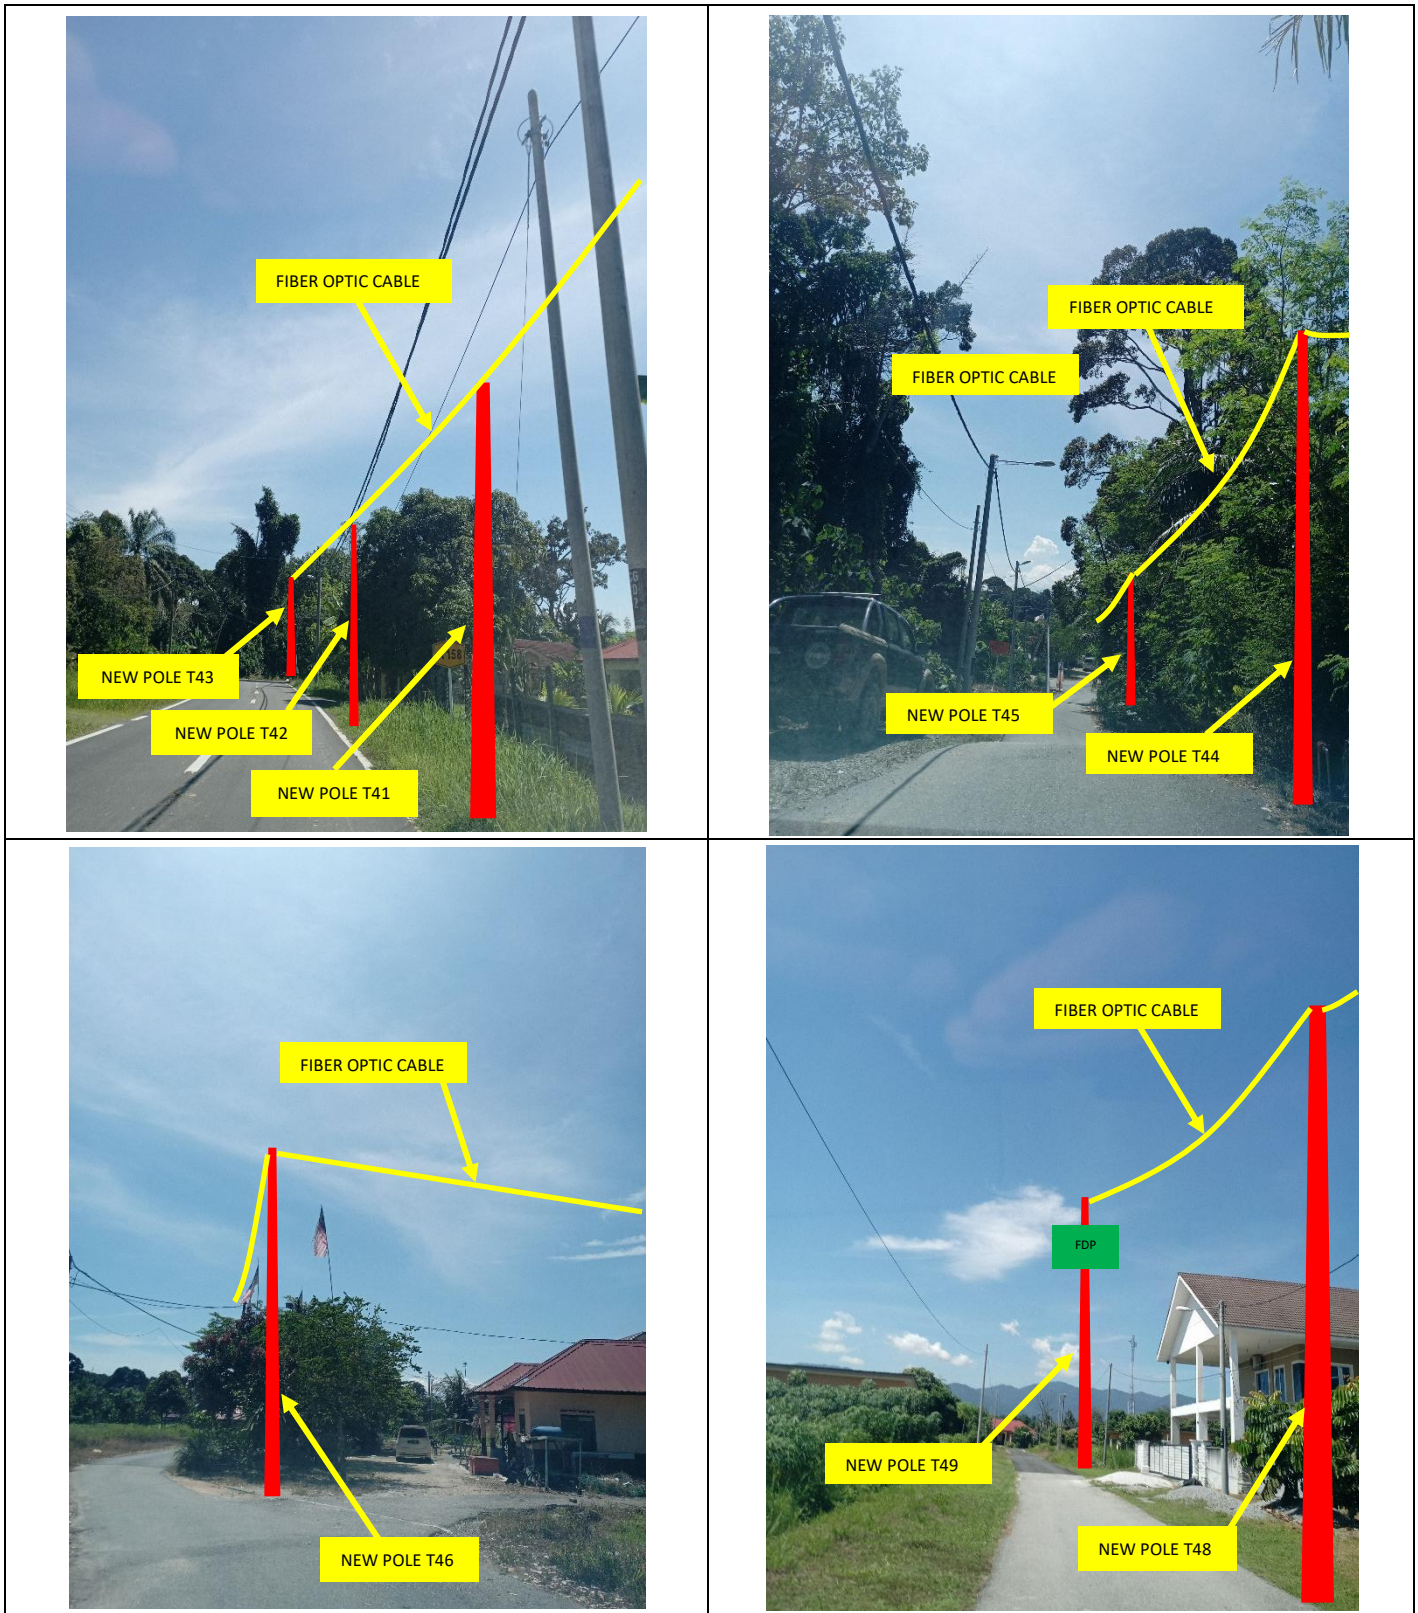 FIBER OPTIC CABLE
158
NEW POLE T43
NEW POLE T42
NEW POLE T41
FIBER OPTIC CABLE
FIBER OPTIC CABLE
NEW POLE T45
NEW POLE T44
FIBER OPTIC CABLE
NEW POLE T46
FIBER OPTIC CABLE
FDP
NEW POLE T49
NEW POLE T48